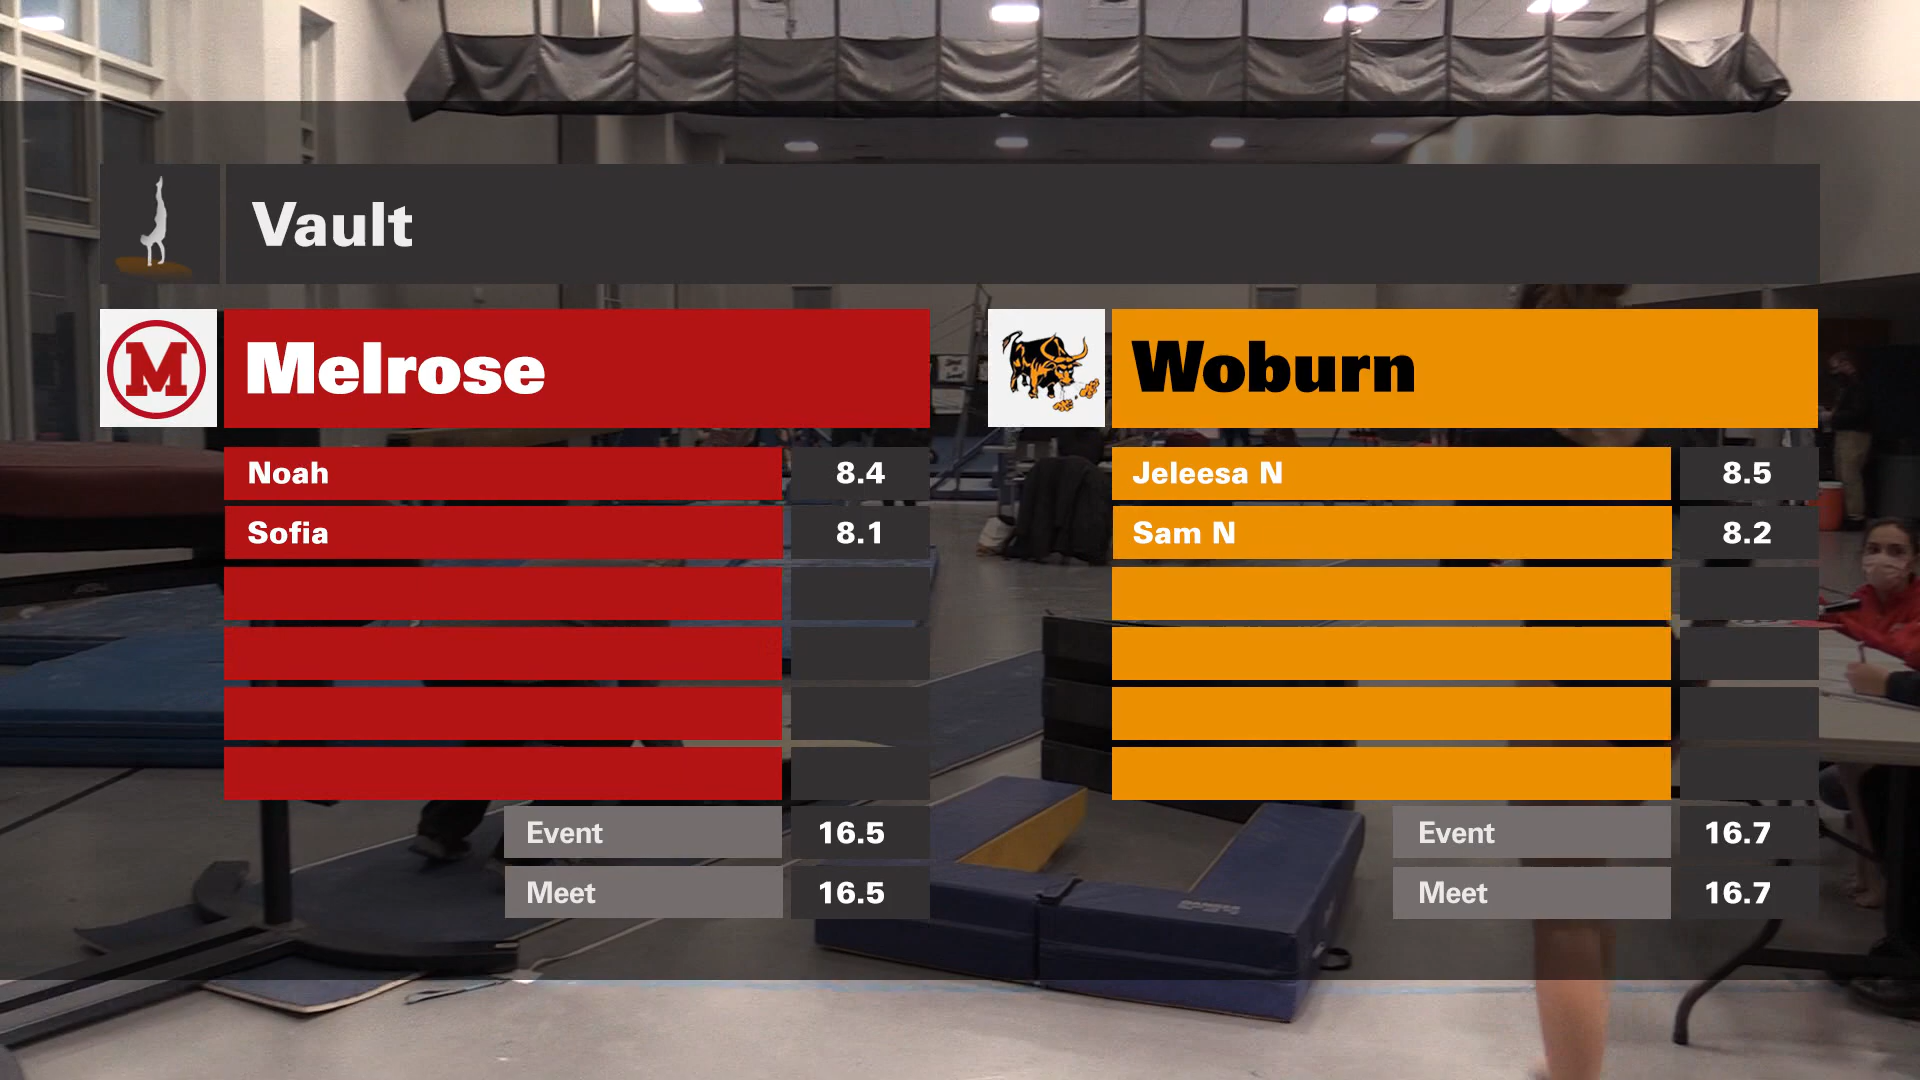 Vault
M
Melrose
Noah 8.4
Sofia 8.1
Event 16.5
Meet 16.5
Woburn
Jeleesa N 8.5
Sam N 8.2
Event 16.7
Meet 16.7